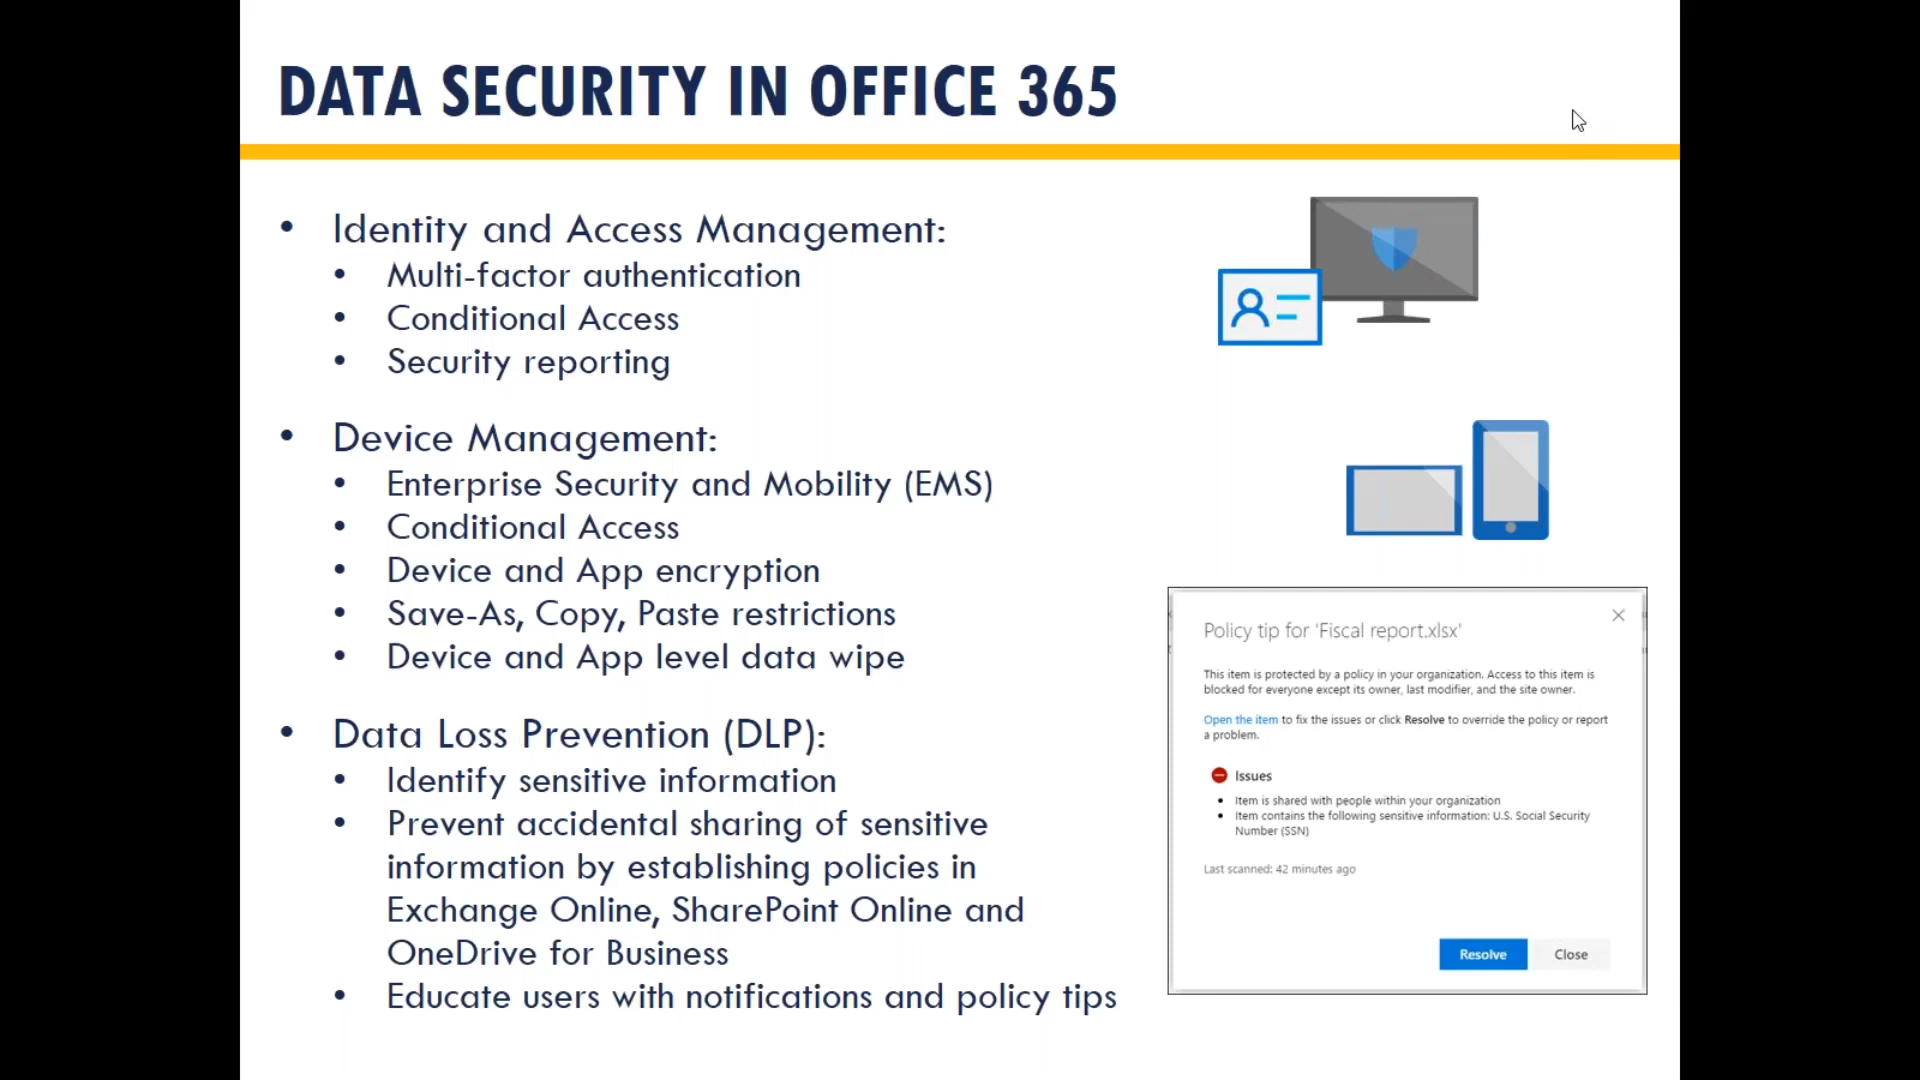 DATA SECURITY IN OFFICE 365
• Identity and Access Management:
• Multi-factor authentication
• Conditional Access
• Security reporting
• Device Management:
• Enterprise Security and Mobility (EMS)
• Conditional Access
• Device and App encryption
• Save-As, Copy, Paste restrictions
• Device and App level data wipe
• Data Loss Prevention (DLP):
• Identify sensitive information
• Prevent accidental sharing of sensitive
information by establishing policies in
Exchange Online, SharePoint Online and
OneDrive for Business
• Educate users with notifications and policy tips
Policy tip for 'Fiscal report.xlsx'
This item is protected by a policy in your organization. Access to this item is
blocked for everyone except its owner, last modifier, and the site owner.
Open the item to fix the issues or click Resolve to override the policy or report
a problem.
Issues
• Item is shared with people within your organization
• Item contains the following sensitive information: U.S. Social Security
Number (SSN)
Last scanned: 42 minutes ago
Resolve Close